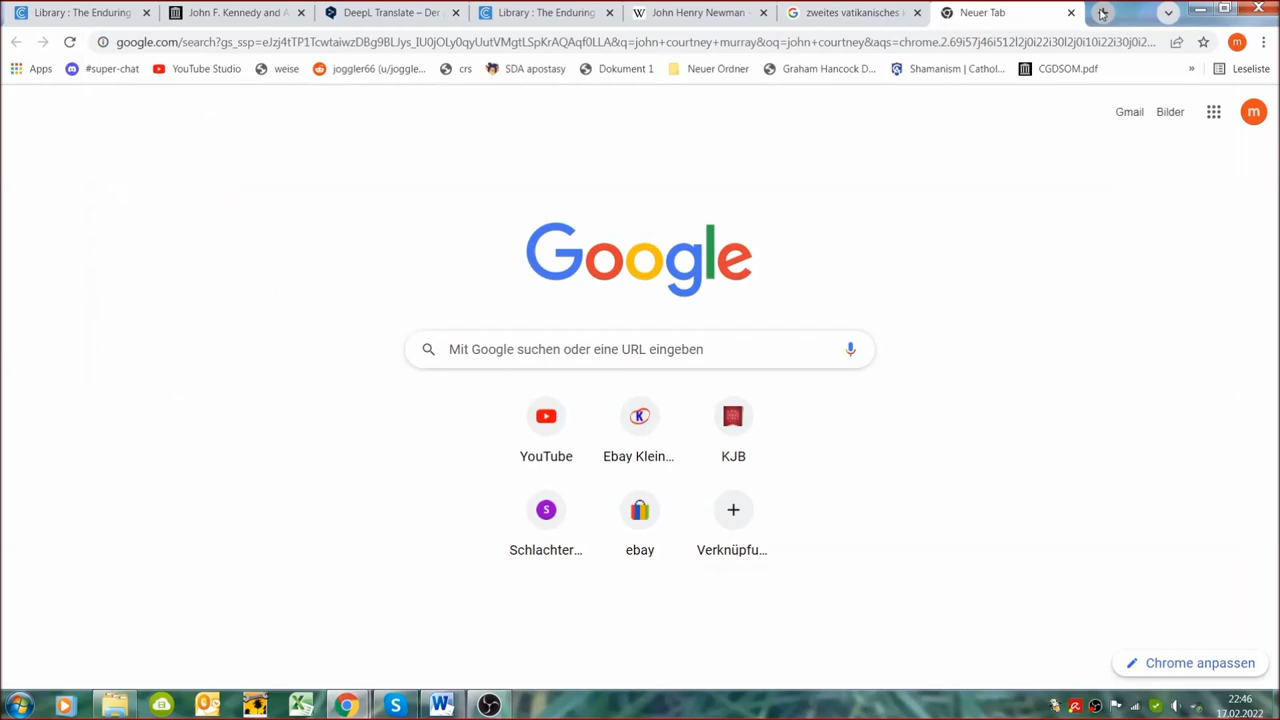 Library : The Enduring
John F. Kennedy and A
DeepL Translate – Der
Library : The Enduring
John Henry Newman -
zweites vatikanisches k
Neuer Tab
google.com/search?gs_ssp=eJzj4tTP1TcwtaiwzDBg9BLJys_IU0jOLy0qyUutVMgtLSrKrAQAqf0LLA&q=john+courtney+murray&oq=john+courtney&aqs=chrome.2.69i57j46i512l2j0i22i30l2j0i10i22i30j0i2...
Apps
#super-chat
YouTube Studio
weise
joggler66 (u/joggle...
crs
SDA apostasy
Dokument 1
Neuer Ordner
Graham Hancock D...
Shamanism | Cathol...
CGDSOM.pdf
»
Leseliste
Gmail
Bilder
m
m
Google
Mit Google suchen oder eine URL eingeben
YouTube
Ebay Klein...
KJB
S
Schlachter...
ebay
Verknüpfu...
Chrome anpassen
22:46
17.02.2022